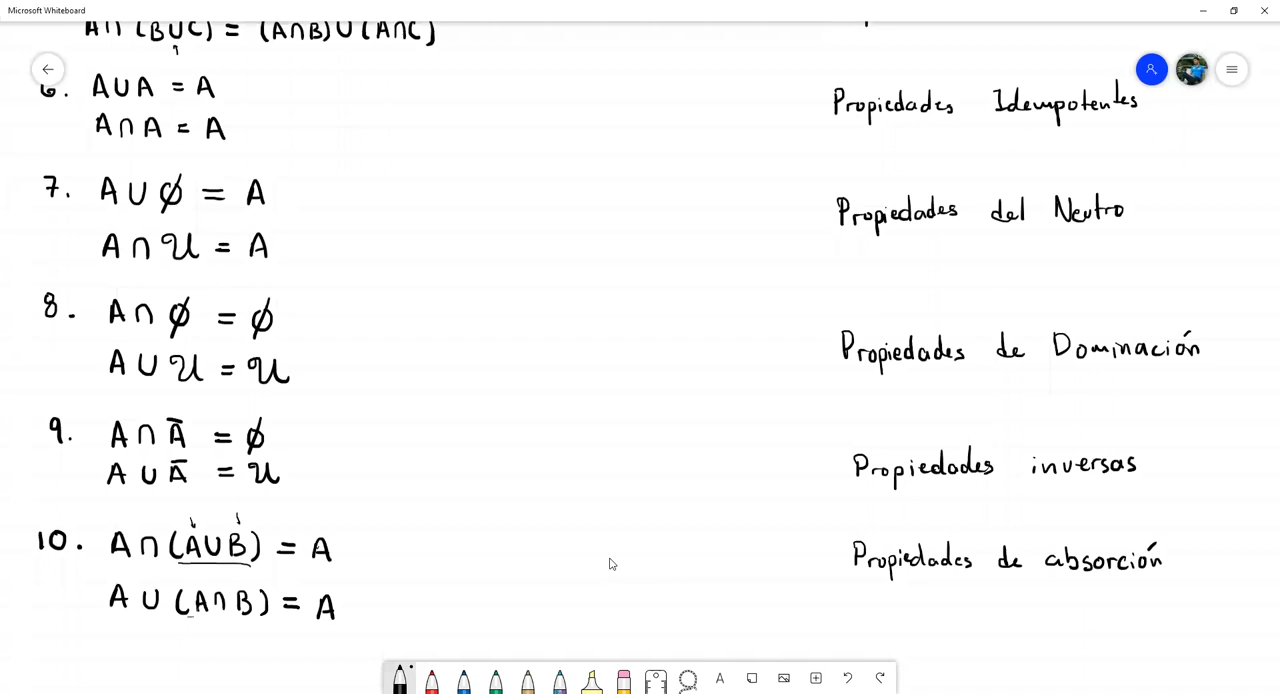 Microsoft Whiteboard
A∩(B∪C) = (A∩B)∪(A∩C)
6. A∪A = A
Propiedades Idempotentes
A∩A = A
7. A∪∅ = A
Propiedades del Neutro
A∩𝒰 = A
8. A∩∅ = ∅
Propiedades de Dominación
A∪𝒰 = 𝒰
9. A∩Ā = ∅
Propiedades inversas
A∪Ā = 𝒰
10. A∩(A∪B) = A
Propiedades de absorción
A∪(A∩B) = A
A